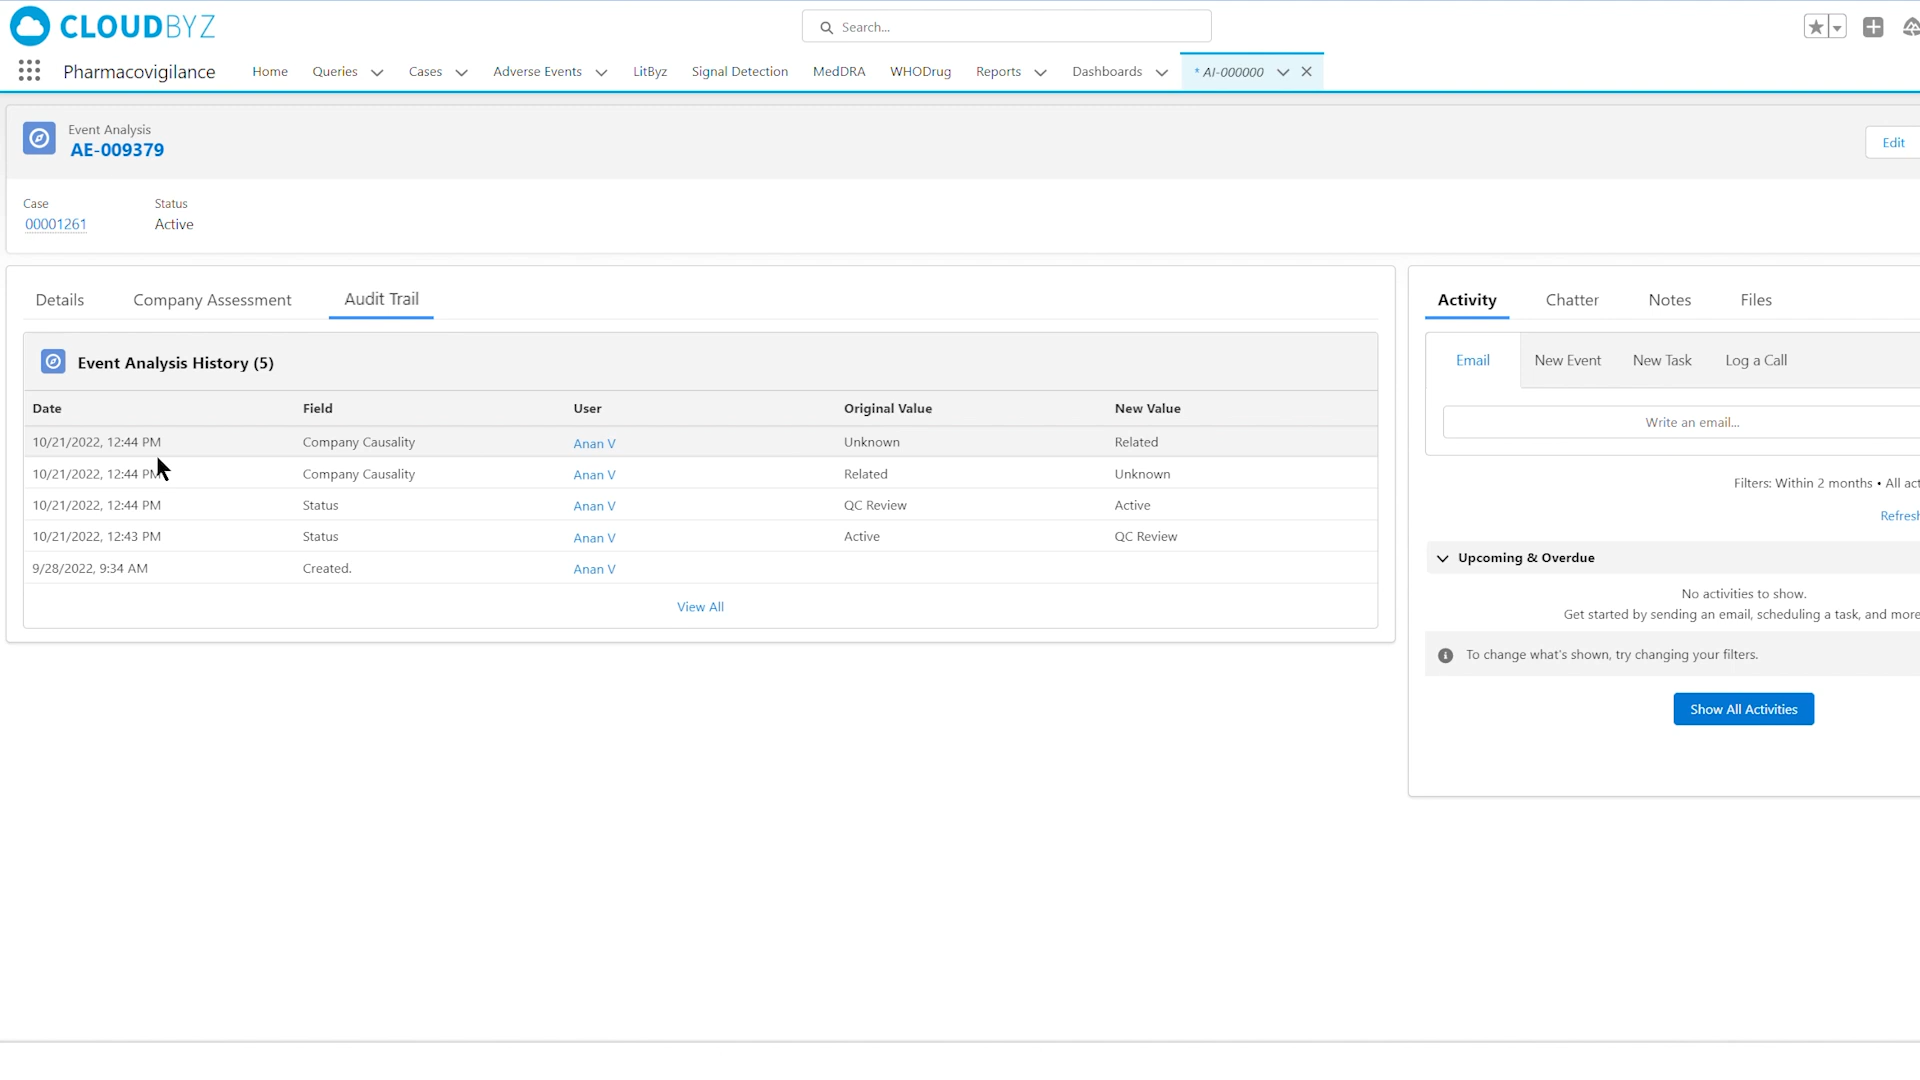 CLOUDBYZ
Search...
Pharmacovigilance
Home
Queries
Cases
Adverse Events
LitByz
Signal Detection
MedDRA
WHODrug
Reports
Dashboards
* AI-000000
Event Analysis
AE-009379
Edit
Case
00001261
Status
Active
Details
Company Assessment
Audit Trail
Event Analysis History (5)
Date Field User Original Value New Value
10/21/2022, 12:44 PM Company Causality Anan V Unknown Related
10/21/2022, 12:44 PM Company Causality Anan V Related Unknown
10/21/2022, 12:44 PM Status Anan V QC Review Active
10/21/2022, 12:43 PM Status Anan V Active QC Review
9/28/2022, 9:34 AM Created. Anan V
View All
Activity
Chatter
Notes
Files
Email
New Event
New Task
Log a Call
Write an email...
Filters: Within 2 months • All act
Refresh
Upcoming & Overdue
No activities to show.
Get started by sending an email, scheduling a task, and more
To change what's shown, try changing your filters.
Show All Activities